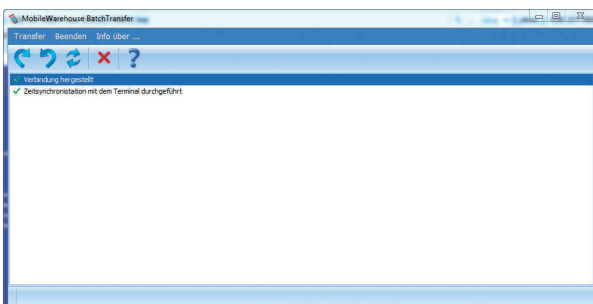 MobileWarehouse BatchTransfer
Transfer Beenden Info über ...
Verbindung hergestellt
Zeitsynchronistation mit dem Terminal durchgeführt